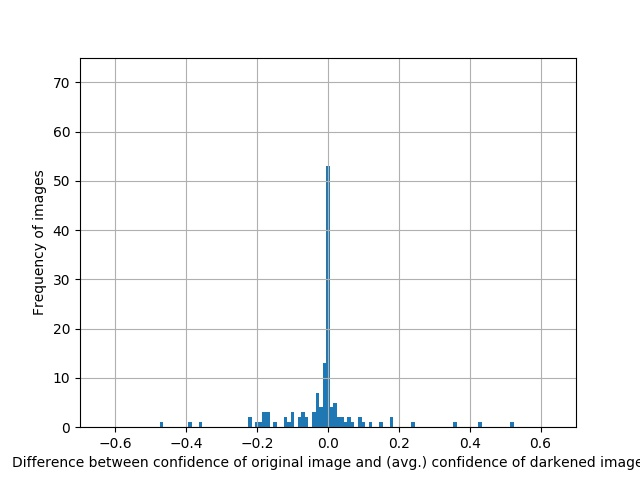 70
60
50
40
30
20
10
0
Frequency of images
−0.6 −0.4 −0.2 0.0 0.2 0.4 0.6
Difference between confidence of original image and (avg.) confidence of darkened image